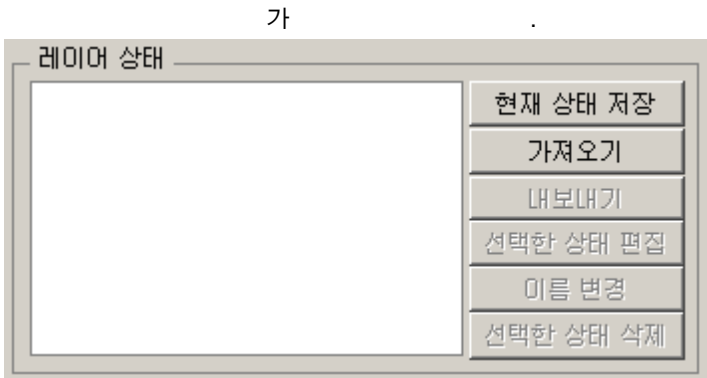 가 .
레이어 상태
현재 상태 저장
가져오기
내보내기
선택한 상태 편집
이름 변경
선택한 상태 삭제